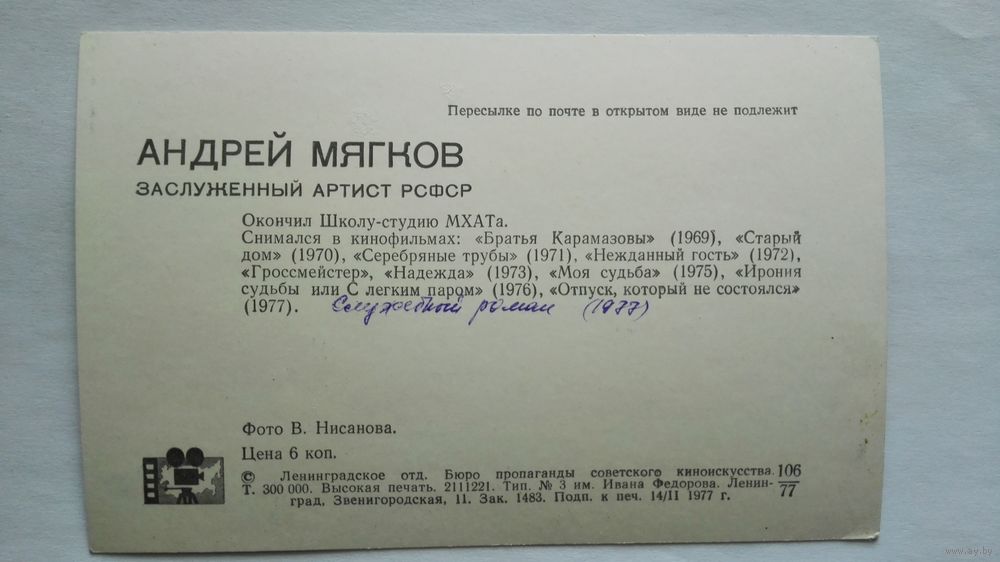 Пересылке по почте в открытом виде не подлежит
АНДРЕЙ МЯГКОВ
ЗАСЛУЖЕННЫЙ АРТИСТ РСФСР
Окончил Школу-студию МХАТа.
Снимался в кинофильмах: «Братья Карамазовы» (1969), «Старый
дом» (1970), «Серебряные трубы» (1971), «Нежданный гость» (1972),
«Гроссмейстер», «Надежда» (1973), «Моя судьба» (1975), «Ирония
судьбы или С легким паром» (1976), «Отпуск, который не состоялся»
(1977). Служебный роман (1977)
Фото В. Нисанова.
Цена 6 коп.
© Ленинградское отд. Бюро пропаганды советского киноискусства 106/77
Т. 300 000. Высокая печать. 2111221. Тип. № 3 им. Ивана Федорова. Ленин-
град, Звенигородская, 11. Зак. 1483. Подп. к печ. 14/II 1977 г.
www.ay.by